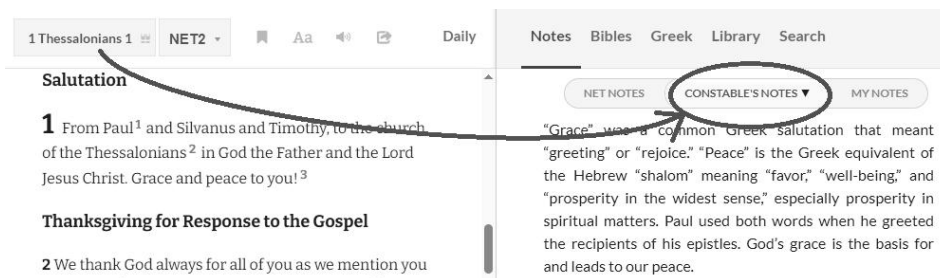 1 Thessalonians 1 NET2 Aa Daily Notes Bibles Greek Library Search
Salutation
1 From Paul1 and Silvanus and Timothy, to the church
of the Thessalonians 2 in God the Father and the Lord
Jesus Christ. Grace and peace to you! 3
Thanksgiving for Response to the Gospel
2 We thank God always for all of you as we mention you
NET NOTES CONSTABLE'S NOTES ▼ MY NOTES
“Grace” was a common Greek salutation that meant
“greeting” or “rejoice.” “Peace” is the Greek equivalent of
the Hebrew “shalom” meaning “favor,” “well-being,” and
“prosperity in the widest sense,” especially prosperity in
spiritual matters. Paul used both words when he greeted
the recipients of his epistles. God’s grace is the basis for
and leads to our peace.